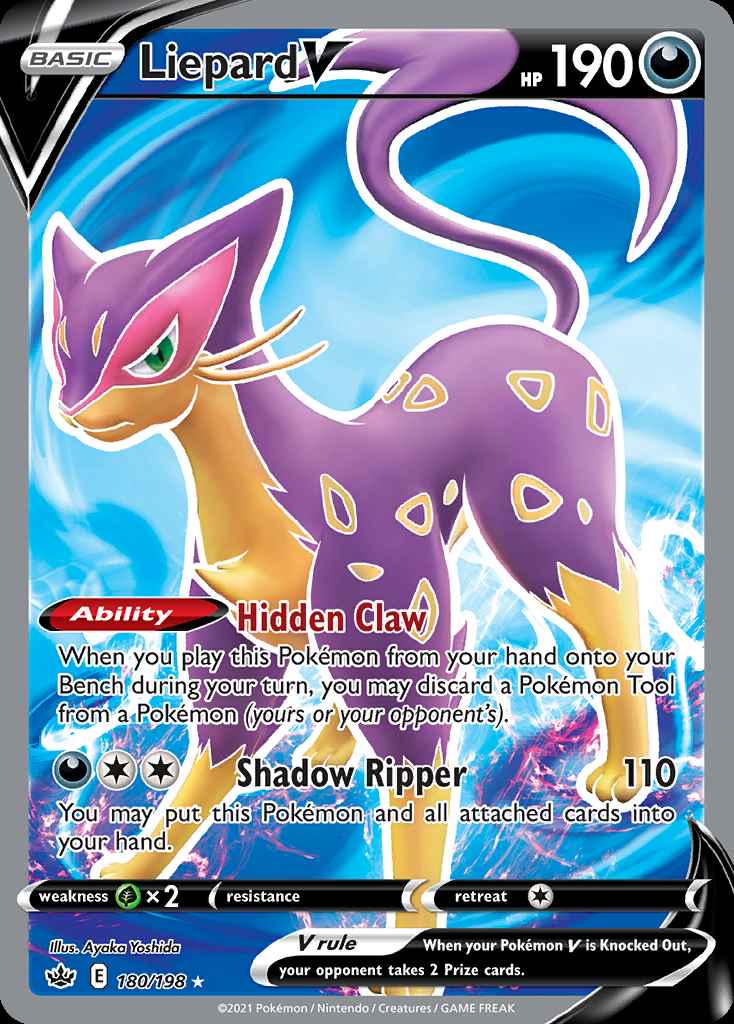 BASIC Liepard V HP 190
Ability Hidden Claw
When you play this Pokémon from your hand onto your
Bench during your turn, you may discard a Pokémon Tool
from a Pokémon (yours or your opponent's).
Shadow Ripper 110
You may put this Pokémon and all attached cards into
your hand.
weakness ×2 resistance retreat
Illus. Ayaka Yoshida
V rule When your Pokémon V is Knocked Out,
your opponent takes 2 Prize cards.
E 180/198
©2021 Pokémon / Nintendo / Creatures / GAME FREAK